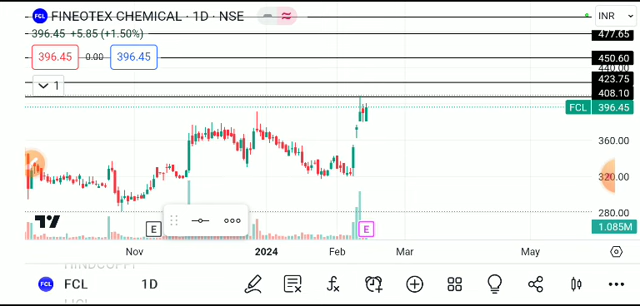 FCL FINEOTEX CHEMICAL · 1D · NSE
INR
396.45 +5.85 (+1.50%)
477.65
396.45 0.00 396.45
450.60
440.00
1
423.75
408.10
FCL 396.45
360.00
320.00
280.00
E E
1.085M
Nov 2024 Feb Mar May
FCL FCL 1D